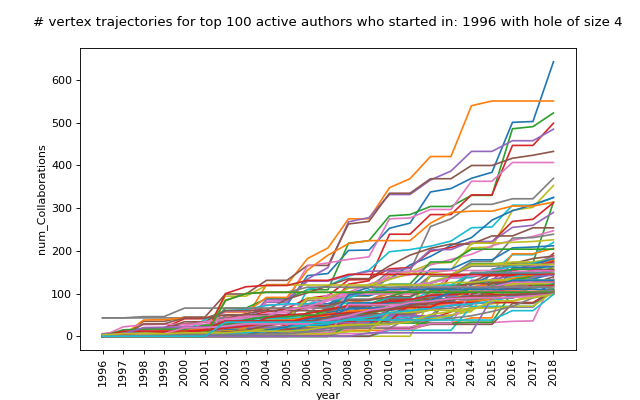 # vertex trajectories for top 100 active authors who started in: 1996 with hole of size 4
600
500
400
300
200
100
0
num_Collaborations
1996 1997 1998 1999 2000 2001 2002 2003 2004 2005 2006 2007 2008 2009 2010 2011 2012 2013 2014 2015 2016 2017 2018
year